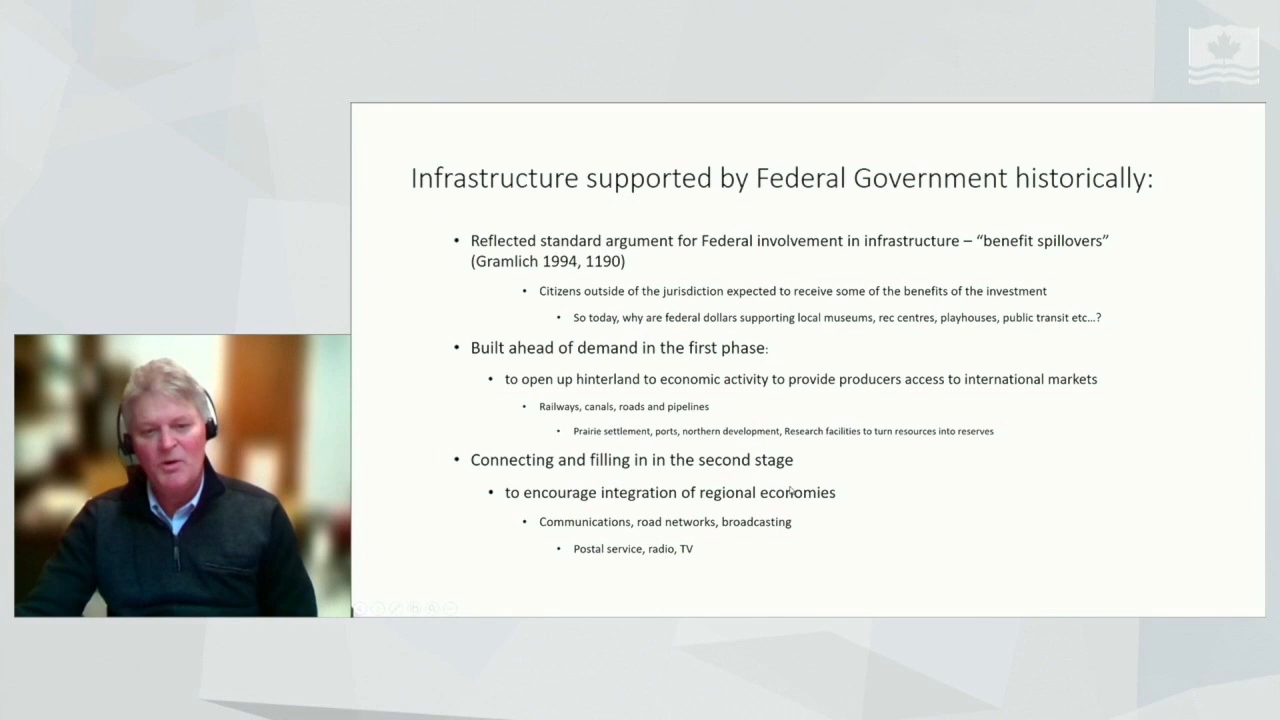 Infrastructure supported by Federal Government historically:
• Reflected standard argument for Federal involvement in infrastructure – “benefit spillovers”
(Gramlich 1994, 1190)
• Citizens outside of the jurisdiction expected to receive some of the benefits of the investment
• So today, why are federal dollars supporting local museums, rec centres, playhouses, public transit etc…?
• Built ahead of demand in the first phase:
• to open up hinterland to economic activity to provide producers access to international markets
• Railways, canals, roads and pipelines
• Prairie settlement, ports, northern development, Research facilities to turn resources into reserves
• Connecting and filling in in the second stage
• to encourage integration of regional economies
• Communications, road networks, broadcasting
• Postal service, radio, TV